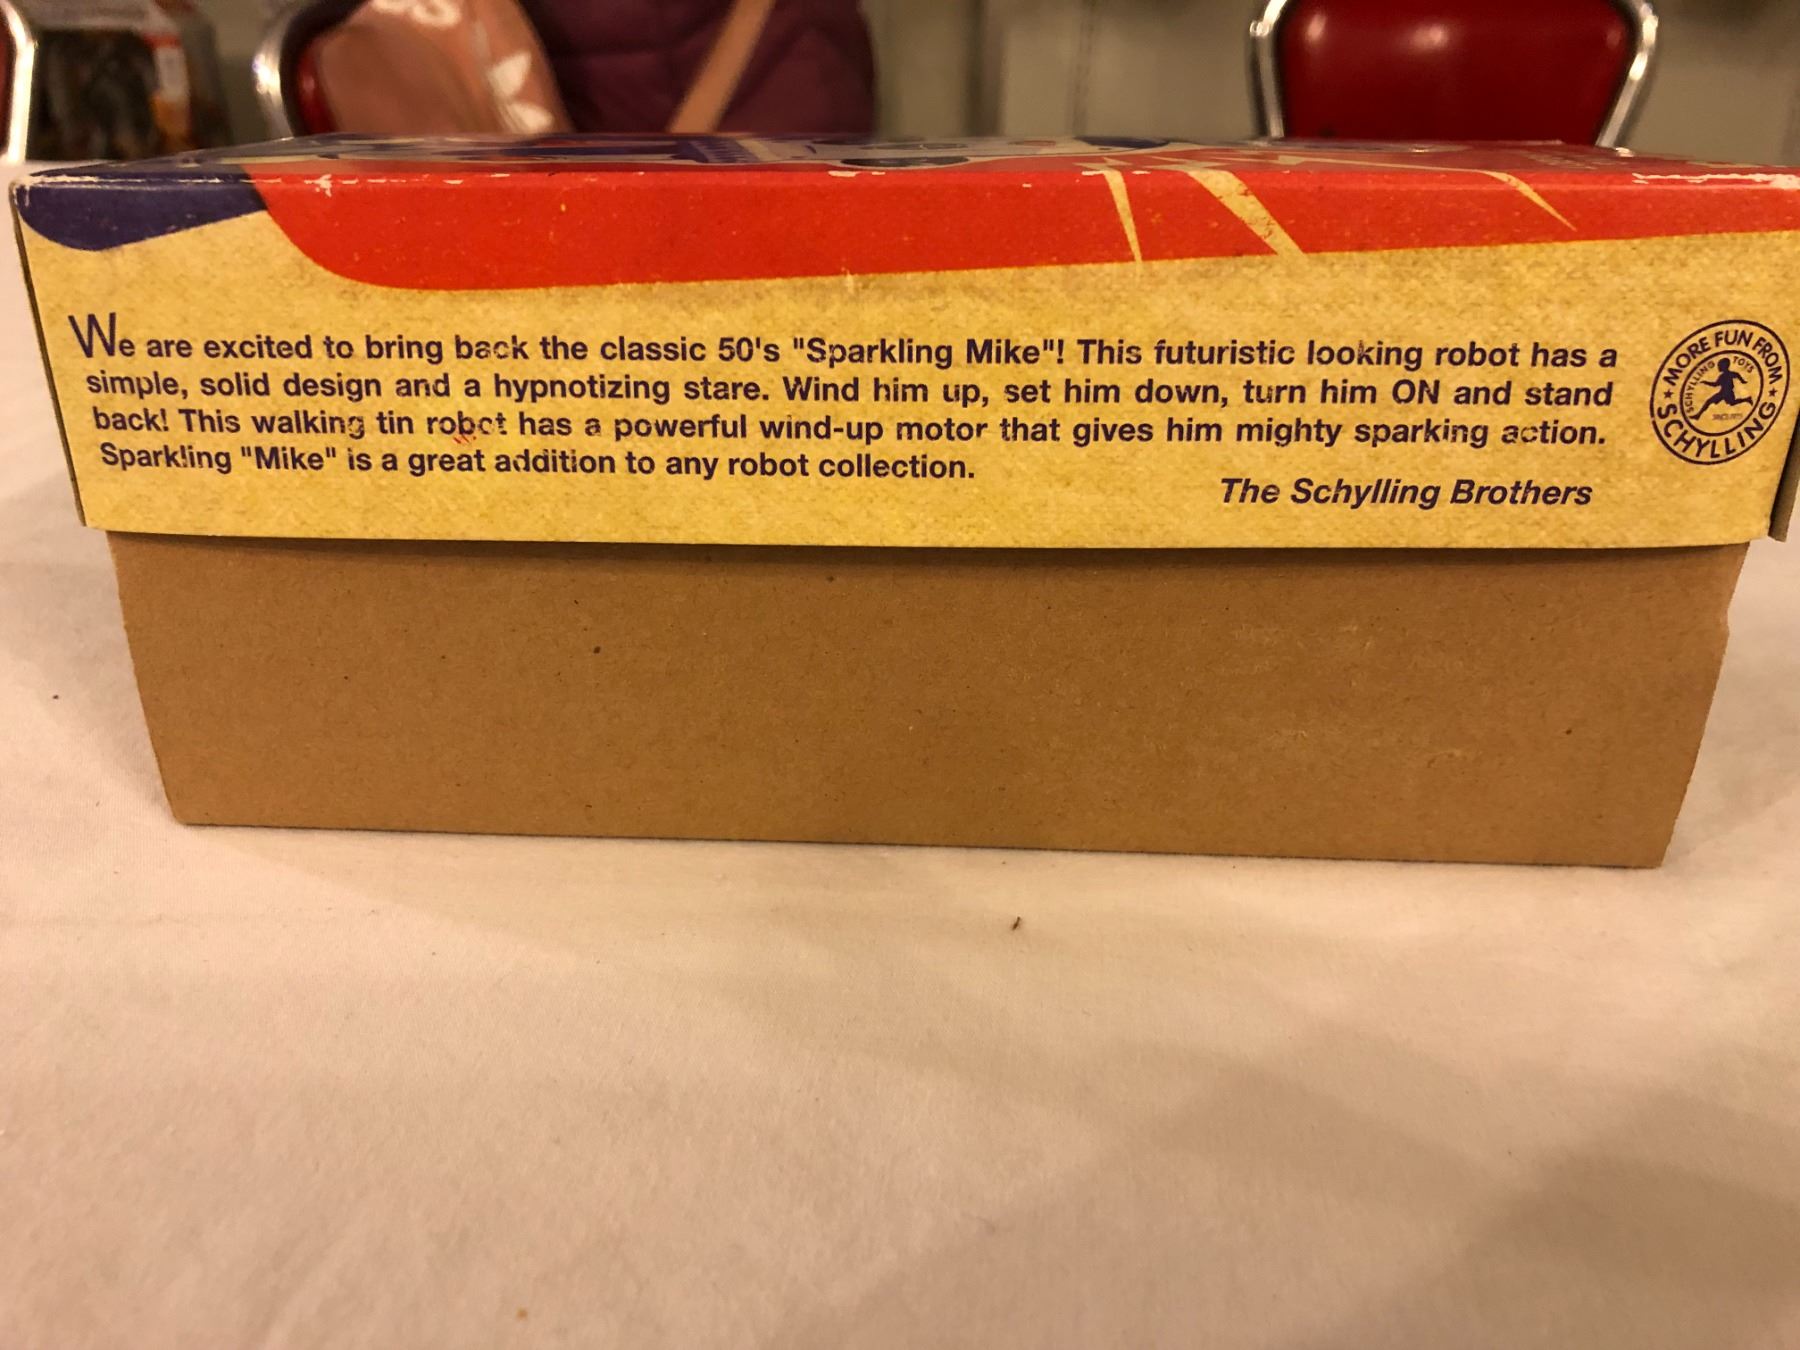 We are excited to bring back the classic 50's "Sparkling Mike"! This futuristic looking robot has a
simple, solid design and a hypnotizing stare. Wind him up, set him down, turn him ON and stand
back! This walking tin robot has a powerful wind-up motor that gives him mighty sparking action.
Sparkling "Mike" is a great addition to any robot collection.
The Schylling Brothers
MORE FUN FROM
SCHYLLING
SCHYLLING TOYS